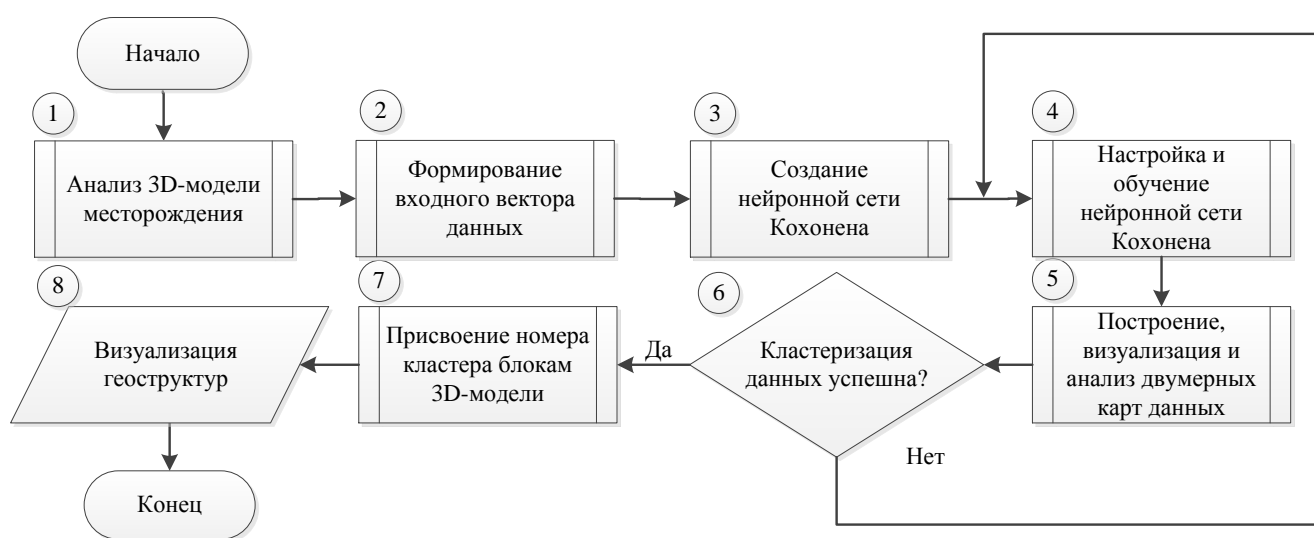 Начало
1
Анализ 3D-модели
месторождения
2
Формирование
входного вектора
данных
3
Создание
нейронной сети
Кохонена
4
Настройка и
обучение
нейронной сети
Кохонена
5
Построение,
визуализация и
анализ двумерных
карт данных
6
Кластеризация
данных успешна?
Да
Нет
7
Присвоение номера
кластера блокам
3D-модели
8
Визуализация
геоструктур
Конец